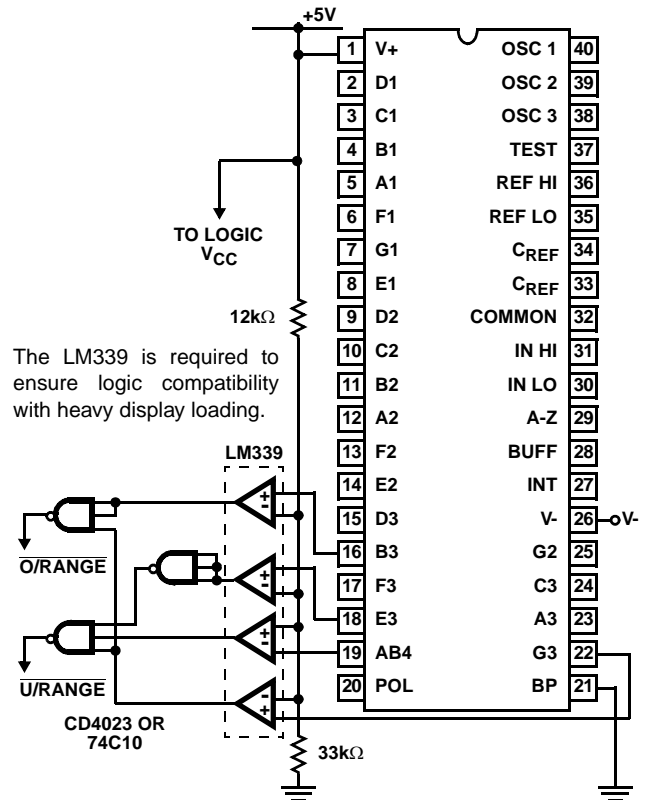 +5V
1 V+ OSC 1 40
2 D1 OSC 2 39
3 C1 OSC 3 38
4 B1 TEST 37
5 A1 REF HI 36
6 F1 REF LO 35
7 G1 CREF 34
8 E1 CREF 33
9 D2 COMMON 32
10 C2 IN HI 31
11 B2 IN LO 30
12 A2 A-Z 29
13 F2 BUFF 28
14 E2 INT 27
15 D3 V- 26 V-
16 B3 G2 25
17 F3 C3 24
18 E3 A3 23
19 AB4 G3 22
20 POL BP 21
TO LOGIC
VCC
12kΩ
The LM339 is required to
ensure logic compatibility
with heavy display loading.
LM339
+
-
+
-
+
-
-
+
O/RANGE
U/RANGE
CD4023 OR
74C10
33kΩ